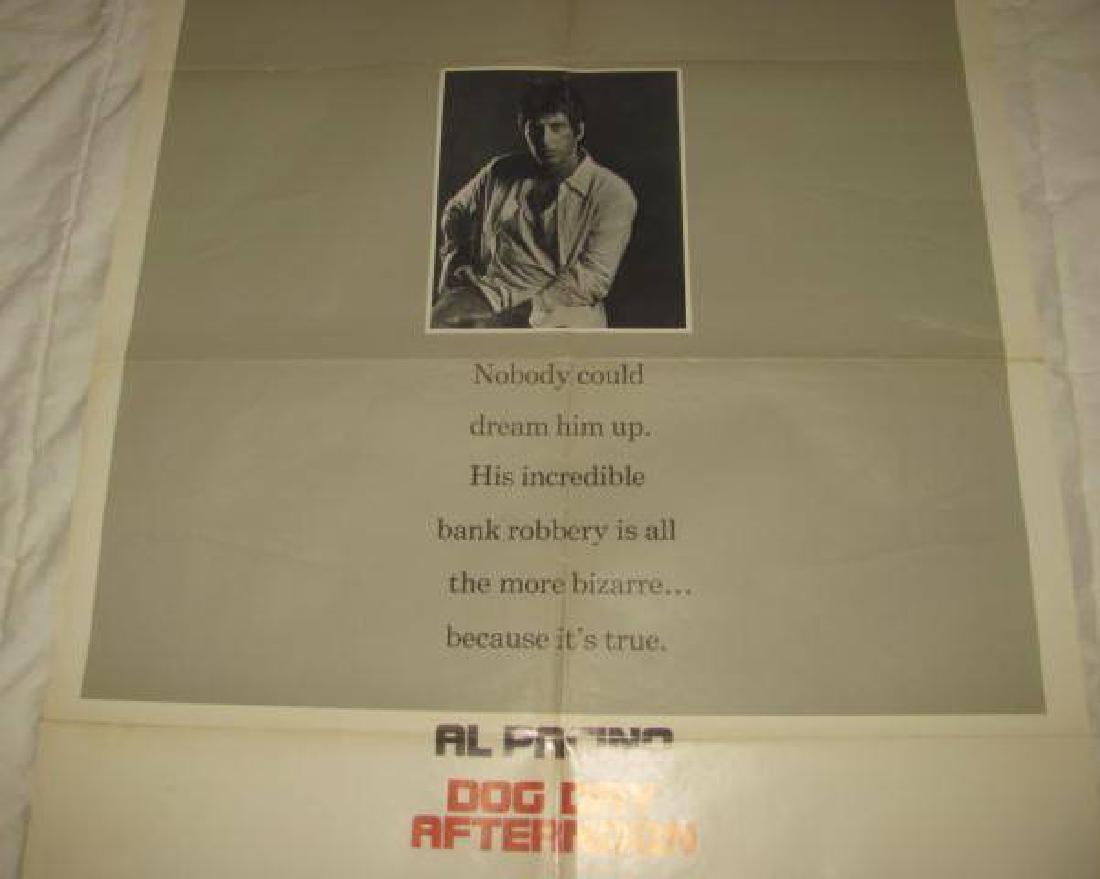 Nobody could
dream him up.
His incredible
bank robbery is all
the more bizarre...
because it's true.
AL PACINO
DOG DAY
AFTERNOON